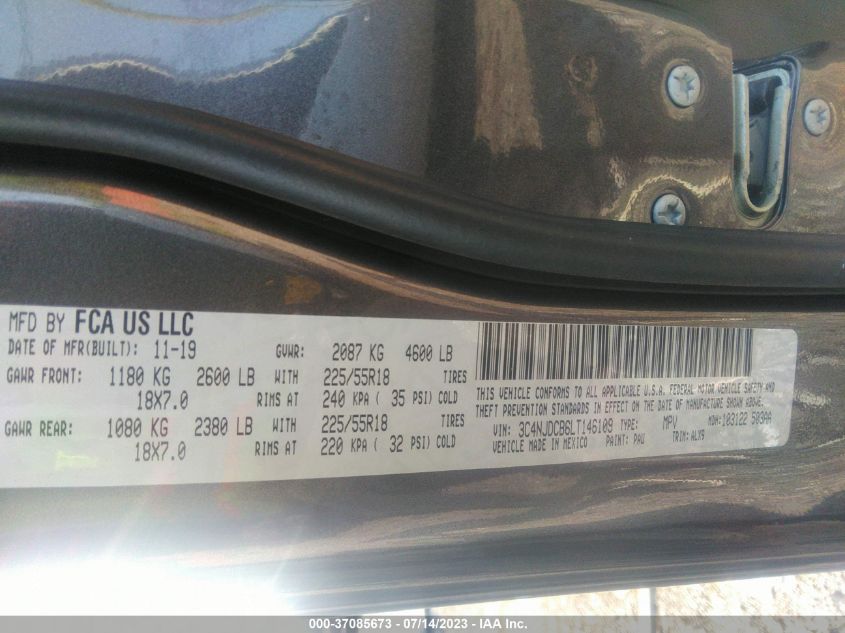 MFD BY FCA US LLC
DATE OF MFR(BUILT): 11-19 GVWR: 2087 KG 4600 LB
GAWR FRONT: 1180 KG 2600 LB WITH 225/55R18 TIRES
18X7.0 RIMS AT 240 KPA ( 35 PSI) COLD
GAWR REAR: 1080 KG 2380 LB WITH 225/55R18 TIRES
18X7.0 RIMS AT 220 KPA ( 32 PSI) COLD
THIS VEHICLE CONFORMS TO ALL APPLICABLE U.S.A. FEDERAL MOTOR VEHICLE SAFETY AND
THEFT PREVENTION STANDARDS IN EFFECT ON THE DATE OF MANUFACTURE SHOWN ABOVE.
VIN: 3C4NJDCB6LT146109 TYPE: MPV MDH: 103122 503AA
VEHICLE MADE IN MEXICO PAINT: PAU TRIM: ALX9
000-37085673 - 07/14/2023 - IAA Inc.